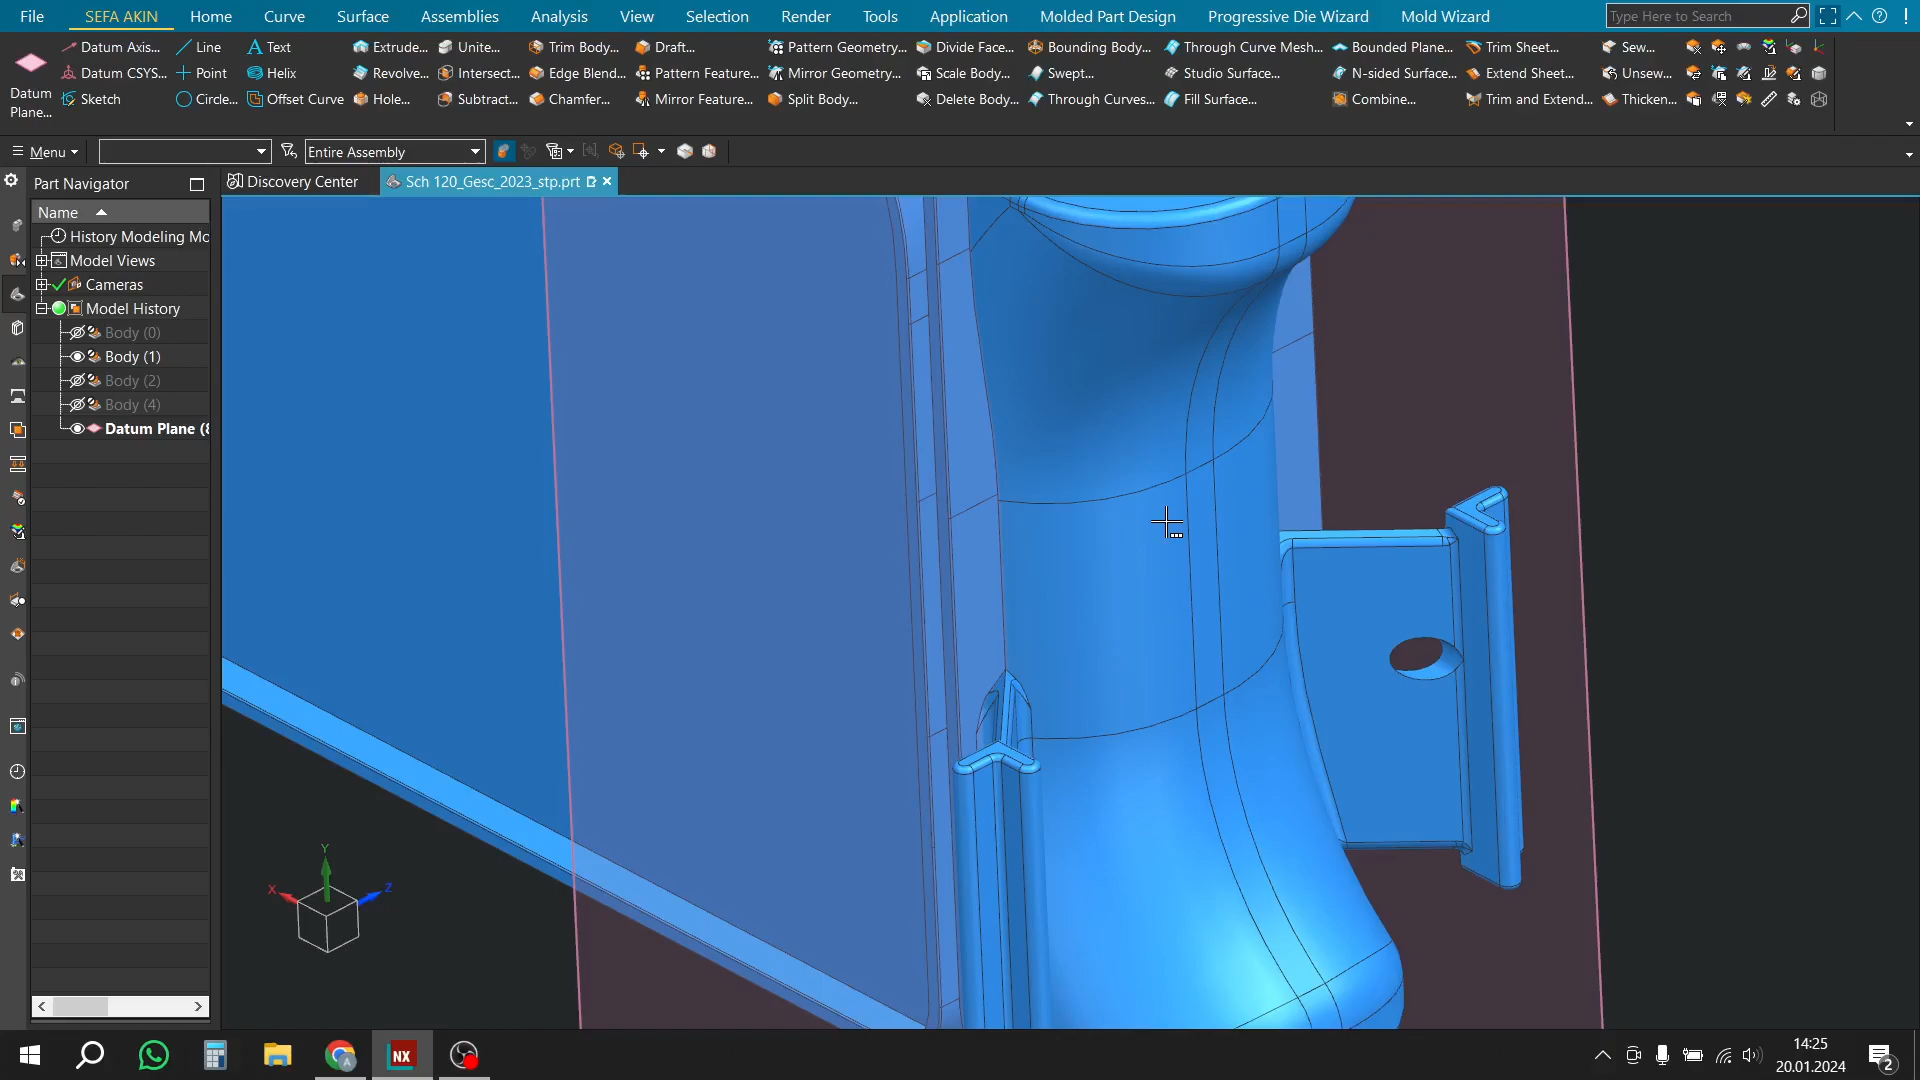 File SEFA AKIN Home Curve Surface Assemblies Analysis View Selection Render Tools Application Molded Part Design Progressive Die Wizard Mold Wizard Type Here to Search
Datum Axis... Line Text Extrude... Unite... Trim Body... Draft... Pattern Geometry... Divide Face... Bounding Body... Through Curve Mesh... Bounded Plane... Trim Sheet... Sew...
Datum CSYS... Point Helix Revolve... Intersect... Edge Blend... Pattern Feature... Mirror Geometry... Scale Body... Swept... Studio Surface... N-sided Surface... Extend Sheet... Unsew...
Datum Plane... Sketch Circle... Offset Curve Hole... Subtract... Chamfer... Mirror Feature... Split Body... Delete Body... Through Curves... Fill Surface... Combine... Trim and Extend... Thicken...
Menu Entire Assembly
Part Navigator Discovery Center Sch 120_Gesc_2023_stp.prt
Name
History Modeling Mo
Model Views
Cameras
Model History
Body (0)
Body (1)
Body (2)
Body (4)
Datum Plane (8
Y
X Z
NX
14:25
20.01.2024
2